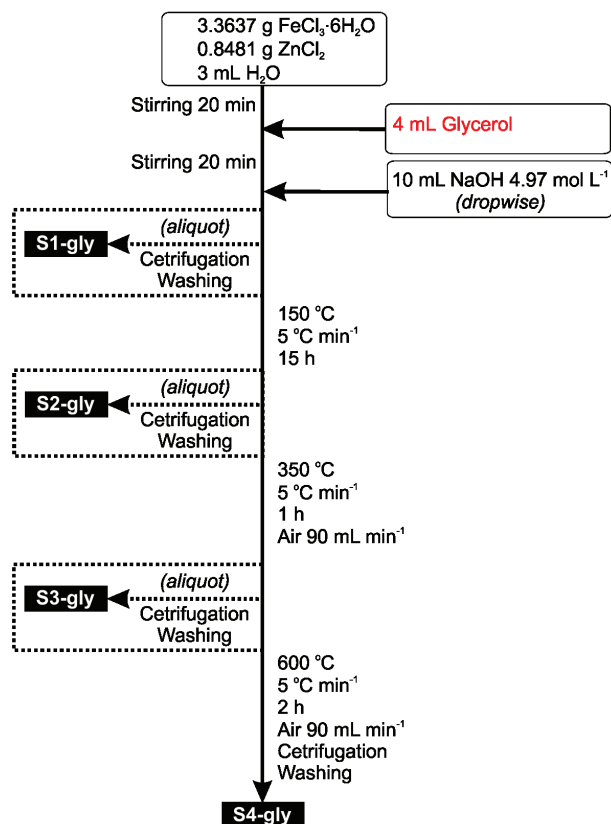 3.3637 g FeCl₃·6H₂O
0.8481 g ZnCl₂
3 mL H₂O
Stirring 20 min
4 mL Glycerol
Stirring 20 min
10 mL NaOH 4.97 mol L⁻¹
(dropwise)
(aliquot)
S1-gly
Cetrifugation
Washing
150 °C
5 °C min⁻¹
15 h
(aliquot)
S2-gly
Cetrifugation
Washing
350 °C
5 °C min⁻¹
1 h
Air 90 mL min⁻¹
(aliquot)
S3-gly
Cetrifugation
Washing
600 °C
5 °C min⁻¹
2 h
Air 90 mL min⁻¹
Cetrifugation
Washing
S4-gly